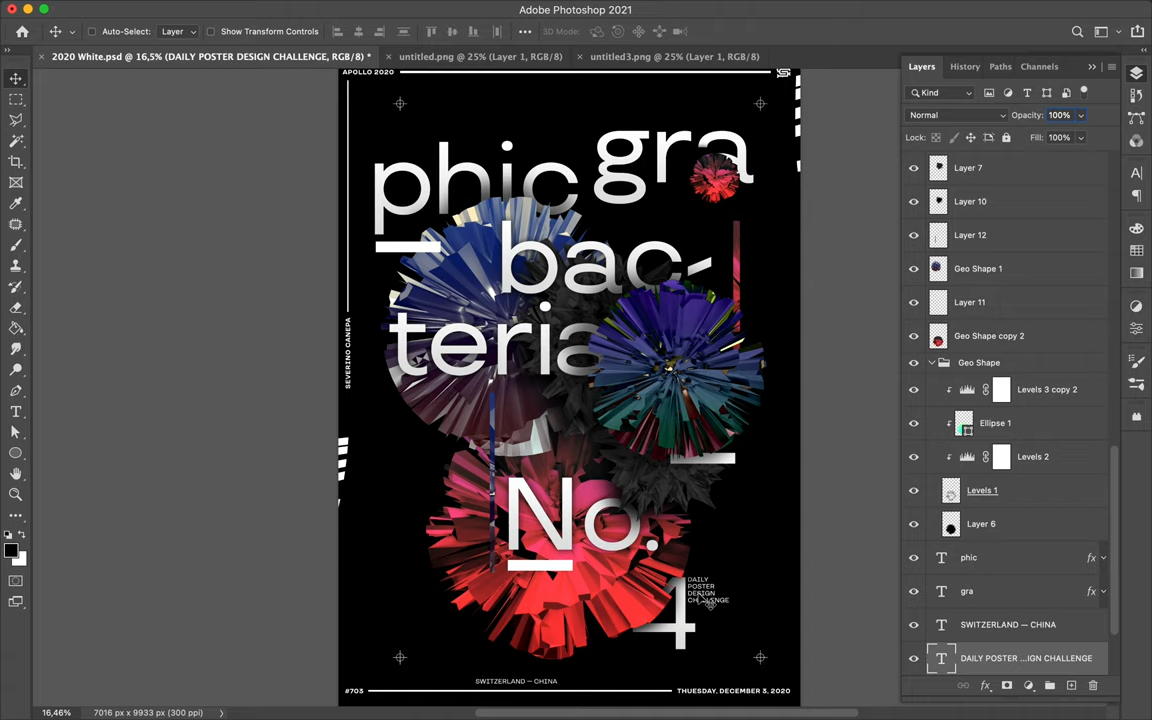 Adobe Photoshop 2021
Auto-Select:
Layer
Show Transform Controls
3D Mode:
2020 White.psd @ 16,5% (DAILY POSTER DESIGN CHALLENGE, RGB/8) *
untitled.png @ 25% (Layer 1, RGB/8)
untitled3.png @ 25% (Layer 1, RGB/8)
Layers
History
Paths
Channels
Kind
Normal
Opacity: 100%
Lock:
Fill: 100%
Layer 7
Layer 10
Layer 12
Geo Shape 1
Layer 11
Geo Shape copy 2
Geo Shape
Levels 3 copy 2
Ellipse 1
Levels 2
Levels 1
Layer 6
phic
fx
gra
fx
SWITZERLAND — CHINA
DAILY POSTER ...IGN CHALLENGE
fx
APOLLO 2020
gra
phic
bac-
teria
SEVERINO CANEPA
No.
4
DAILY
POSTER
DESIGN
CHALLENGE
SWITZERLAND — CHINA
#703
THUESDAY, DECEMBER 3, 2020
16,46%
7016 px x 9933 px (300 ppi)